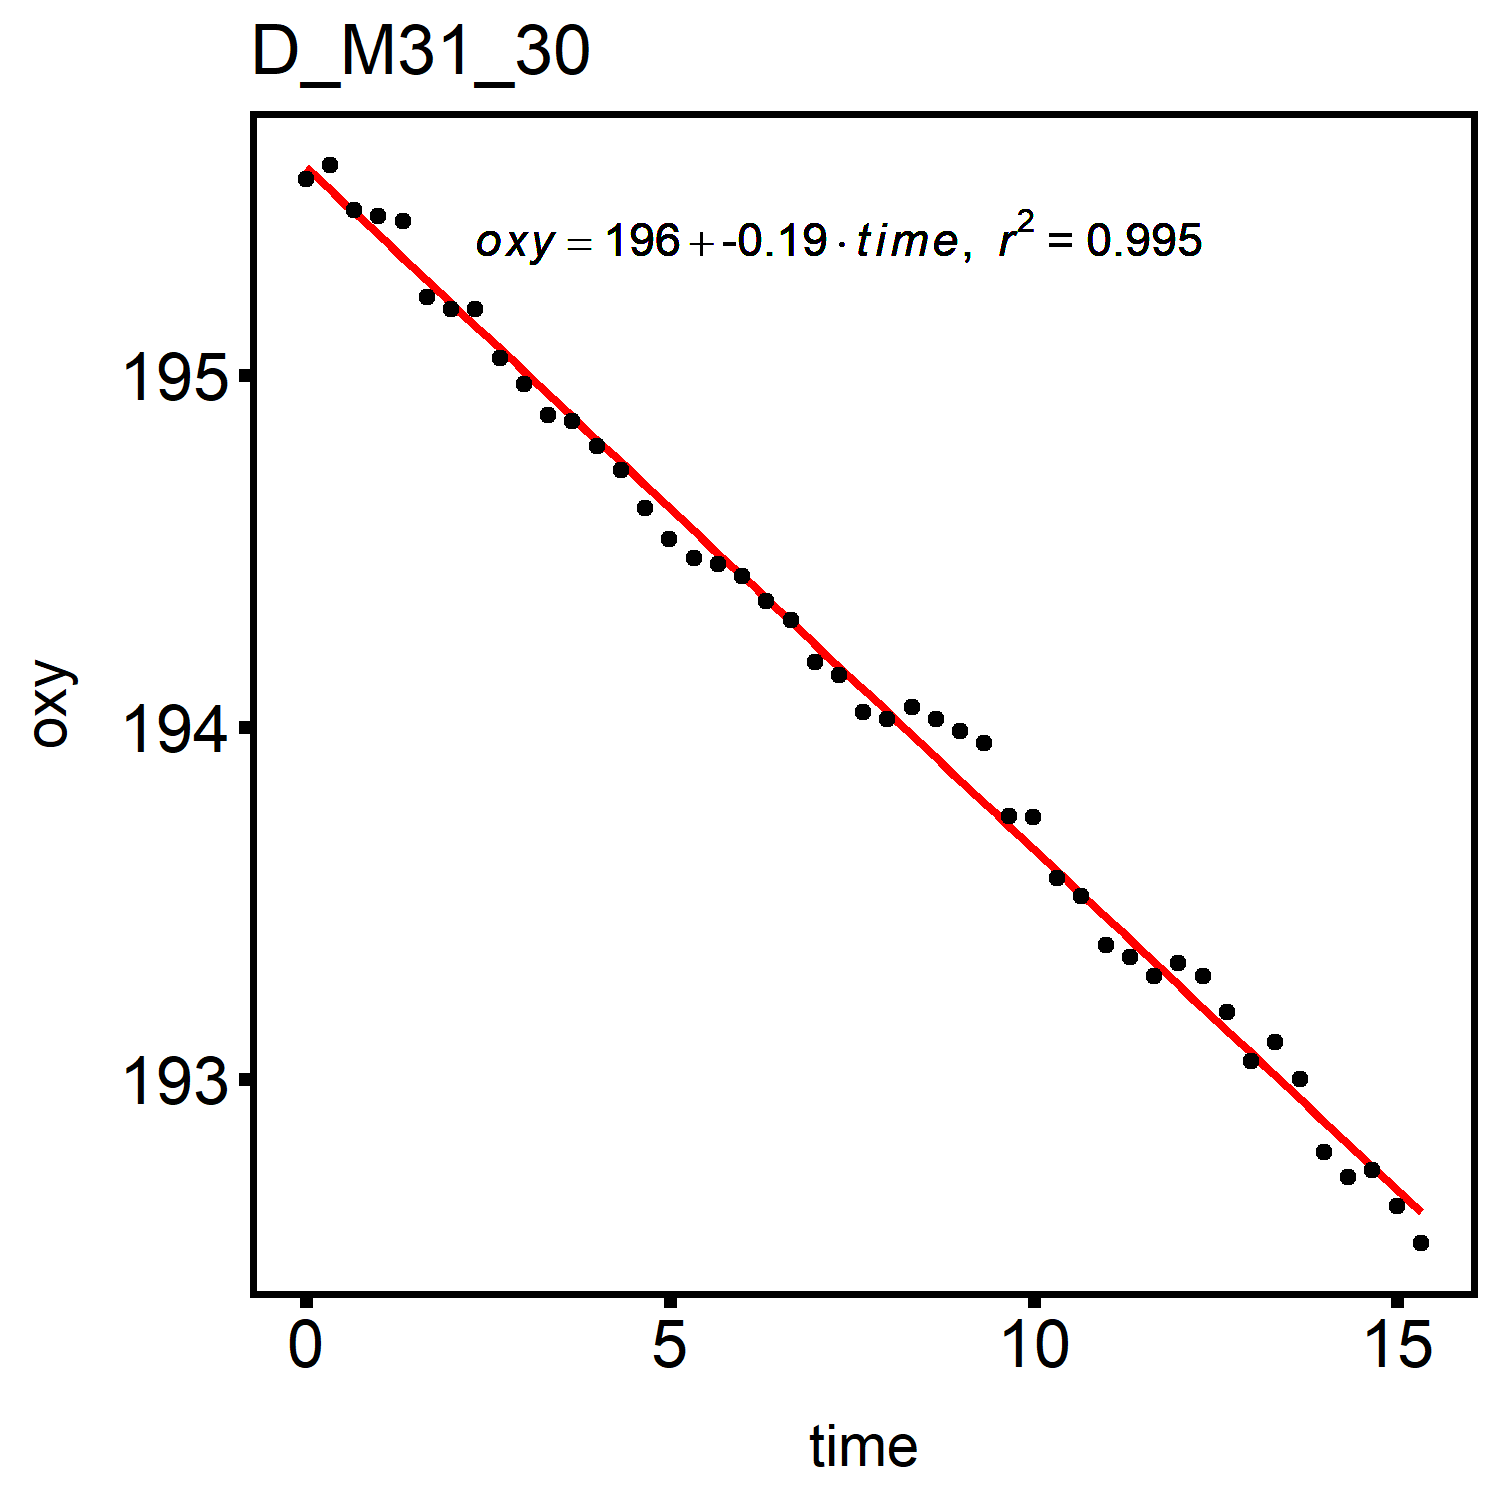 D_M31_30
oxy = 196 + -0.19 · time, r² = 0.995
195
194
193
oxy
0 5 10 15
time